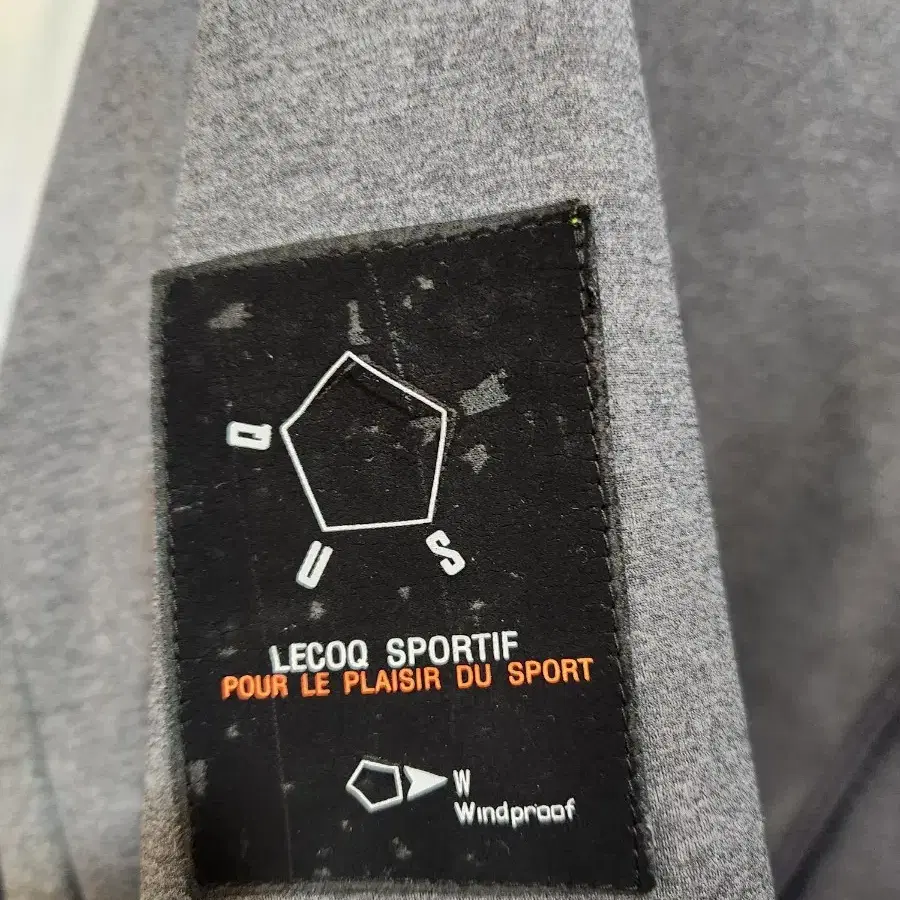 Q
U
S
LECOQ SPORTIF
POUR LE PLAISIR DU SPORT
W
Windproof